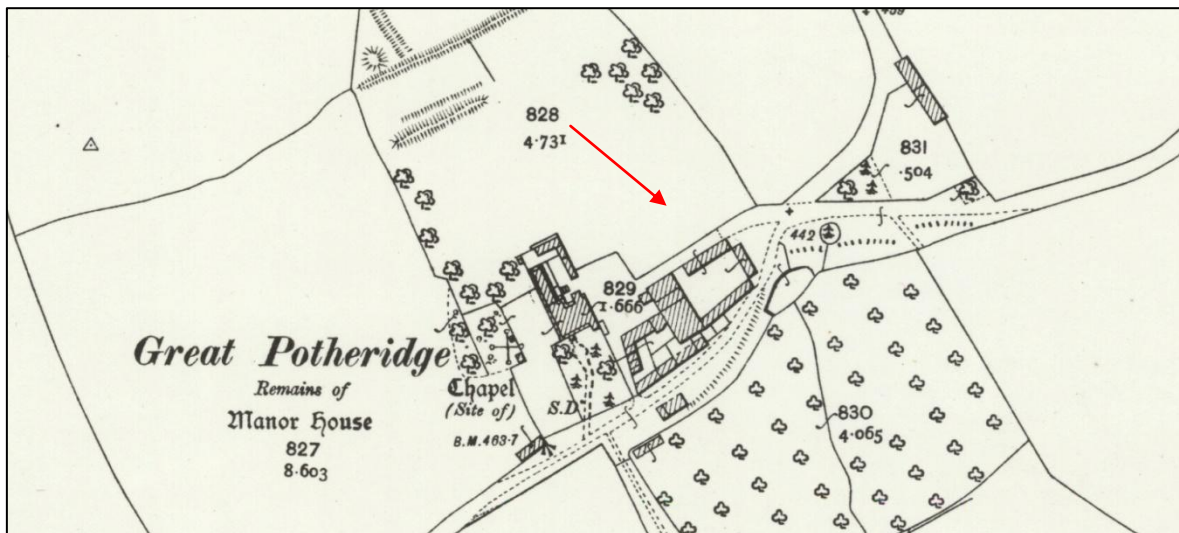 459
828
4·731
831
·504
442
829
1·666
Great Potheridge
Remains of
Manor House
827
8·603
Chapel
(Site of)
S.D.
B.M.463·7
830
4·065